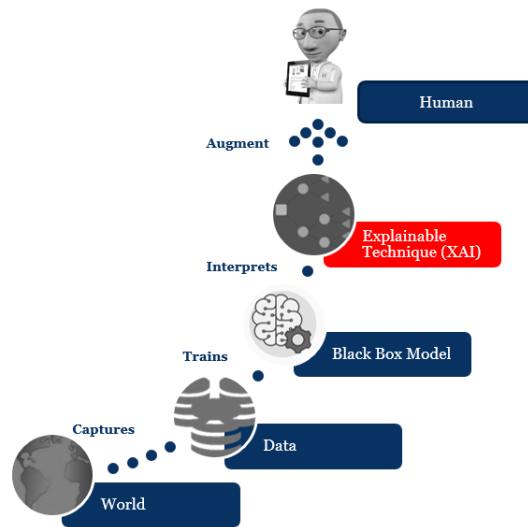 Human
Augment
Explainable
Technique (XAI)
Interprets
Black Box Model
Trains
Captures
Data
World